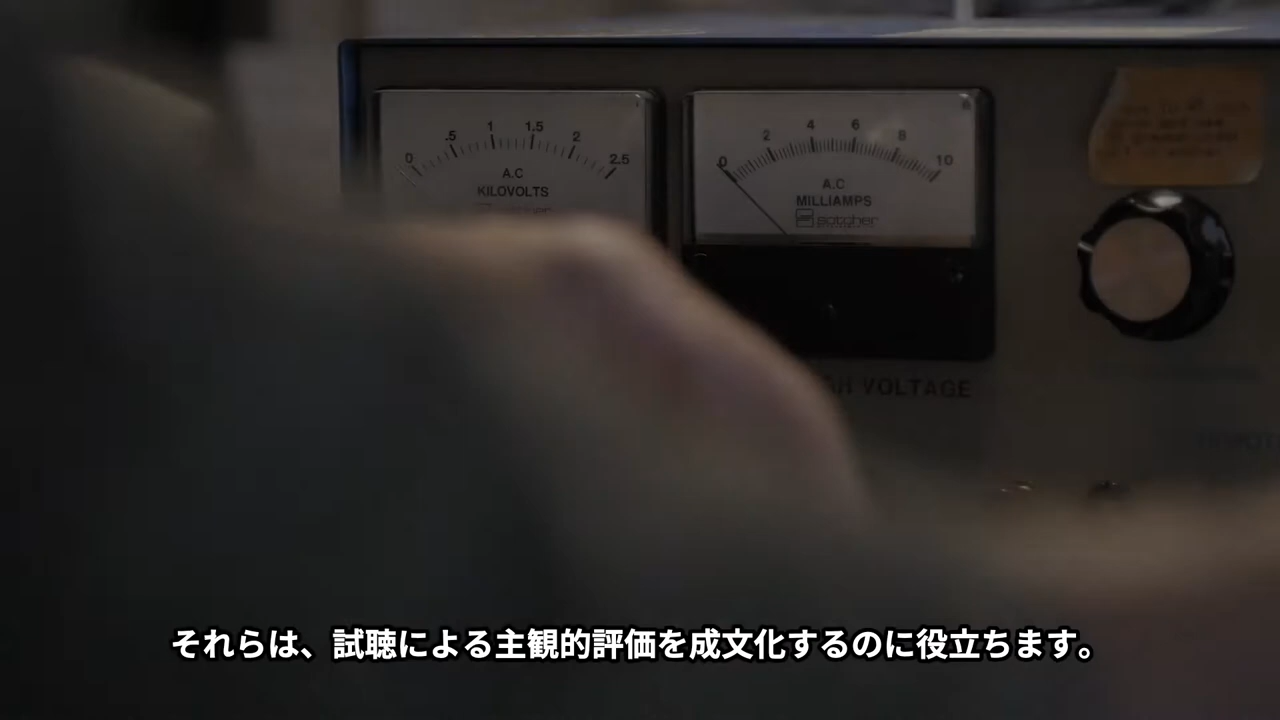 0 .5 1 1.5 2 2.5
A.C
KILOVOLTS
0 2 4 6 8 10
A.C
MILLIAMPS
sotcher
VOLTAGE
それらは、試聴による主観的評価を成文化するのに役立ちます。